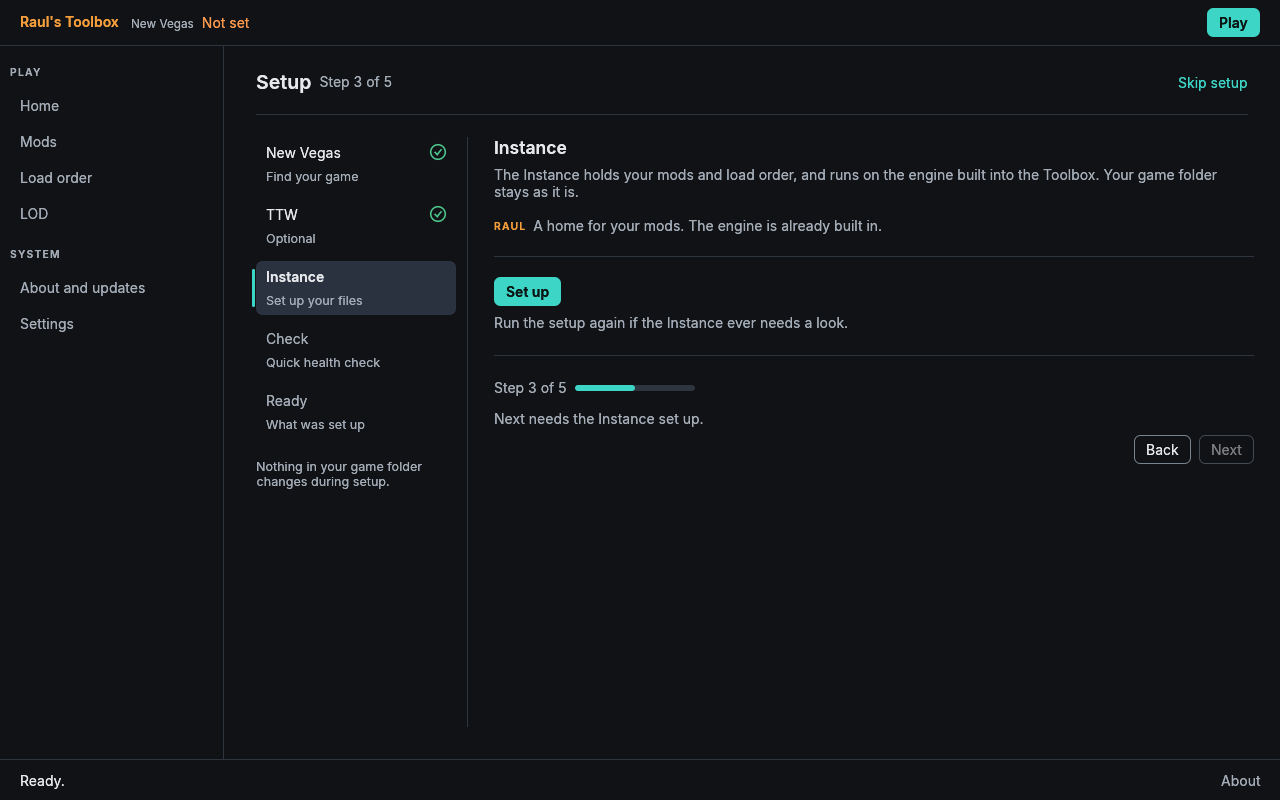 Raul's Toolbox New Vegas Not set
Play
PLAY
Home
Mods
Load order
LOD
SYSTEM
About and updates
Settings
Setup Step 3 of 5
Skip setup
New Vegas
Find your game
TTW
Optional
Instance
Set up your files
Check
Quick health check
Ready
What was set up
Nothing in your game folder
changes during setup.
Instance
The Instance holds your mods and load order, and runs on the engine built into the Toolbox. Your game folder
stays as it is.
RAUL A home for your mods. The engine is already built in.
Set up
Run the setup again if the Instance ever needs a look.
Step 3 of 5
Next needs the Instance set up.
Back
Next
Ready.
About